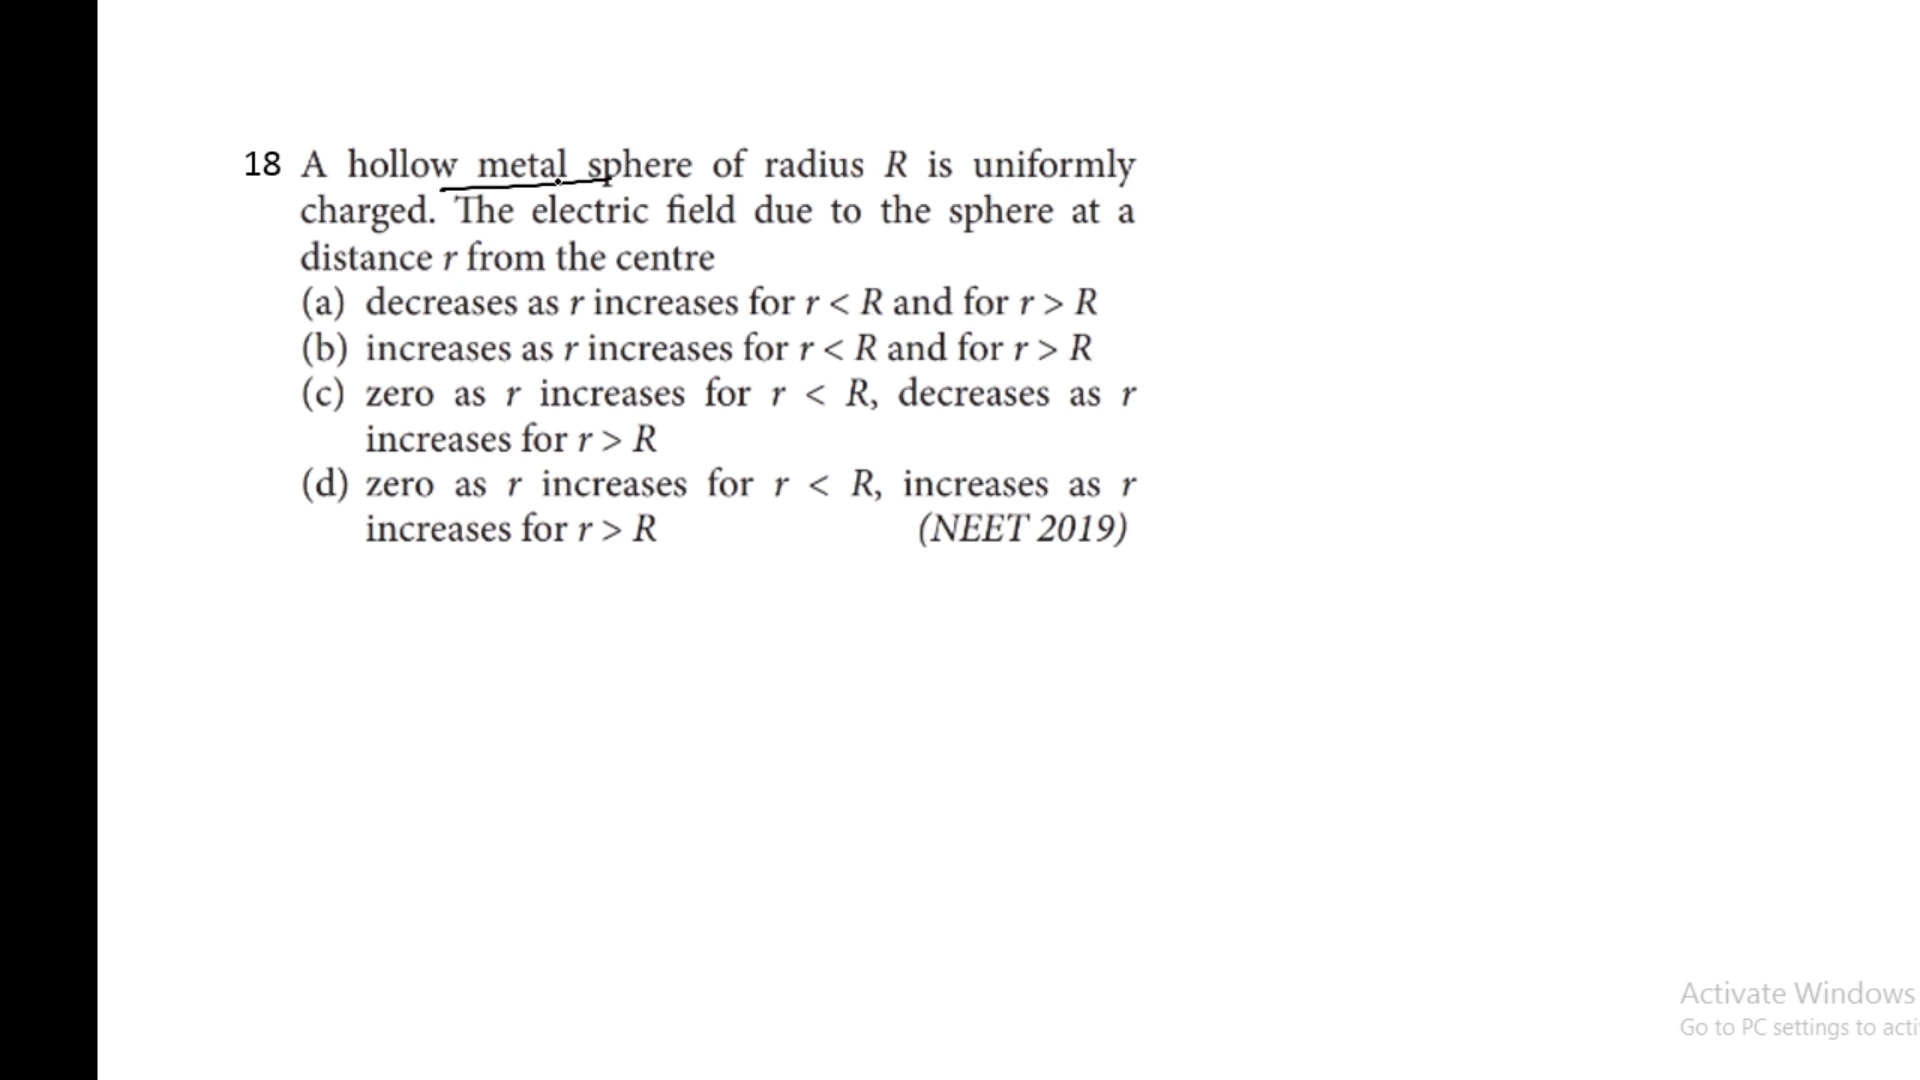 18 A hollow metal sphere of radius R is uniformly
charged. The electric field due to the sphere at a
distance r from the centre
(a) decreases as r increases for r < R and for r > R
(b) increases as r increases for r < R and for r > R
(c) zero as r increases for r < R, decreases as r
increases for r > R
(d) zero as r increases for r < R, increases as r
increases for r > R (NEET 2019)
Activate Windows
Go to PC settings to acti